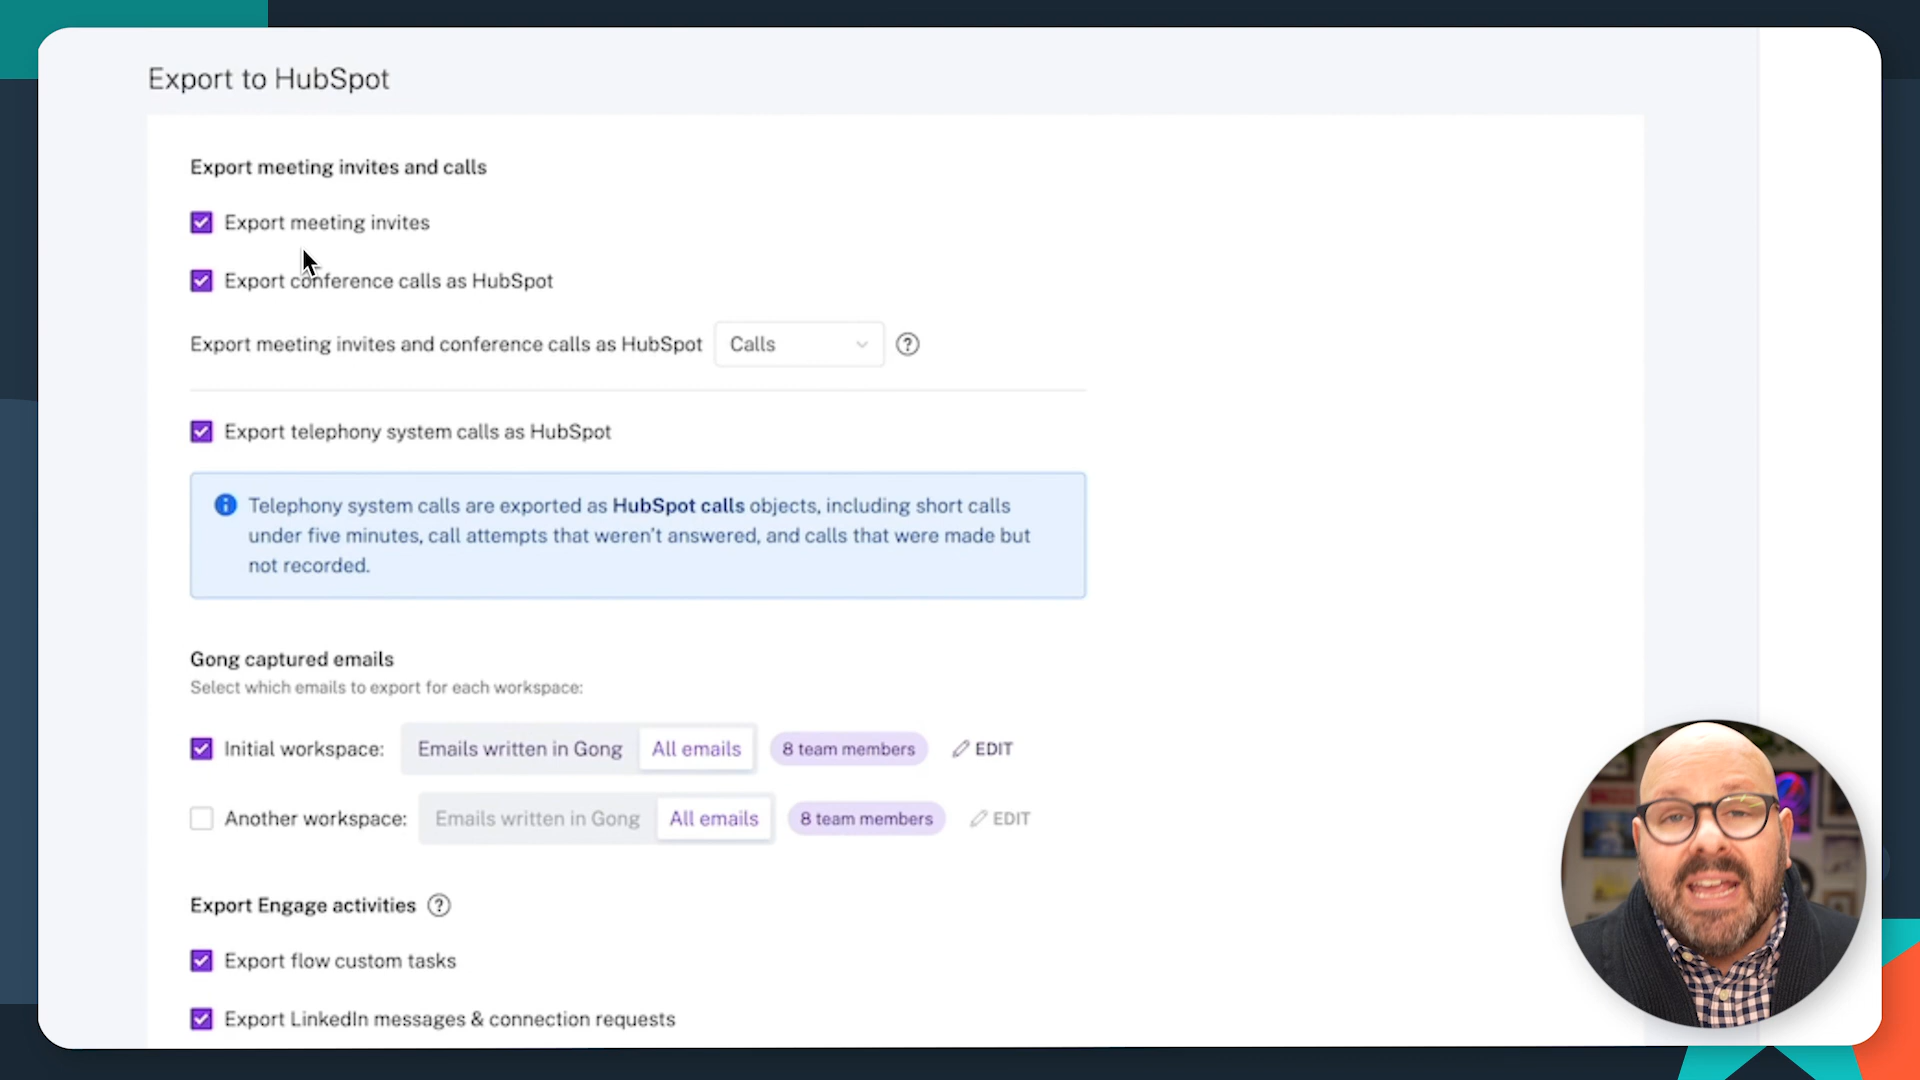 Export to HubSpot
Export meeting invites and calls
Export meeting invites
Export conference calls as HubSpot
Export meeting invites and conference calls as HubSpot Calls ?
Export telephony system calls as HubSpot
Telephony system calls are exported as HubSpot calls objects, including short calls
under five minutes, call attempts that weren't answered, and calls that were made but
not recorded.
Gong captured emails
Select which emails to export for each workspace:
Initial workspace: Emails written in Gong All emails 8 team members EDIT
Another workspace: Emails written in Gong All emails 8 team members EDIT
Export Engage activities ?
Export flow custom tasks
Export LinkedIn messages & connection requests